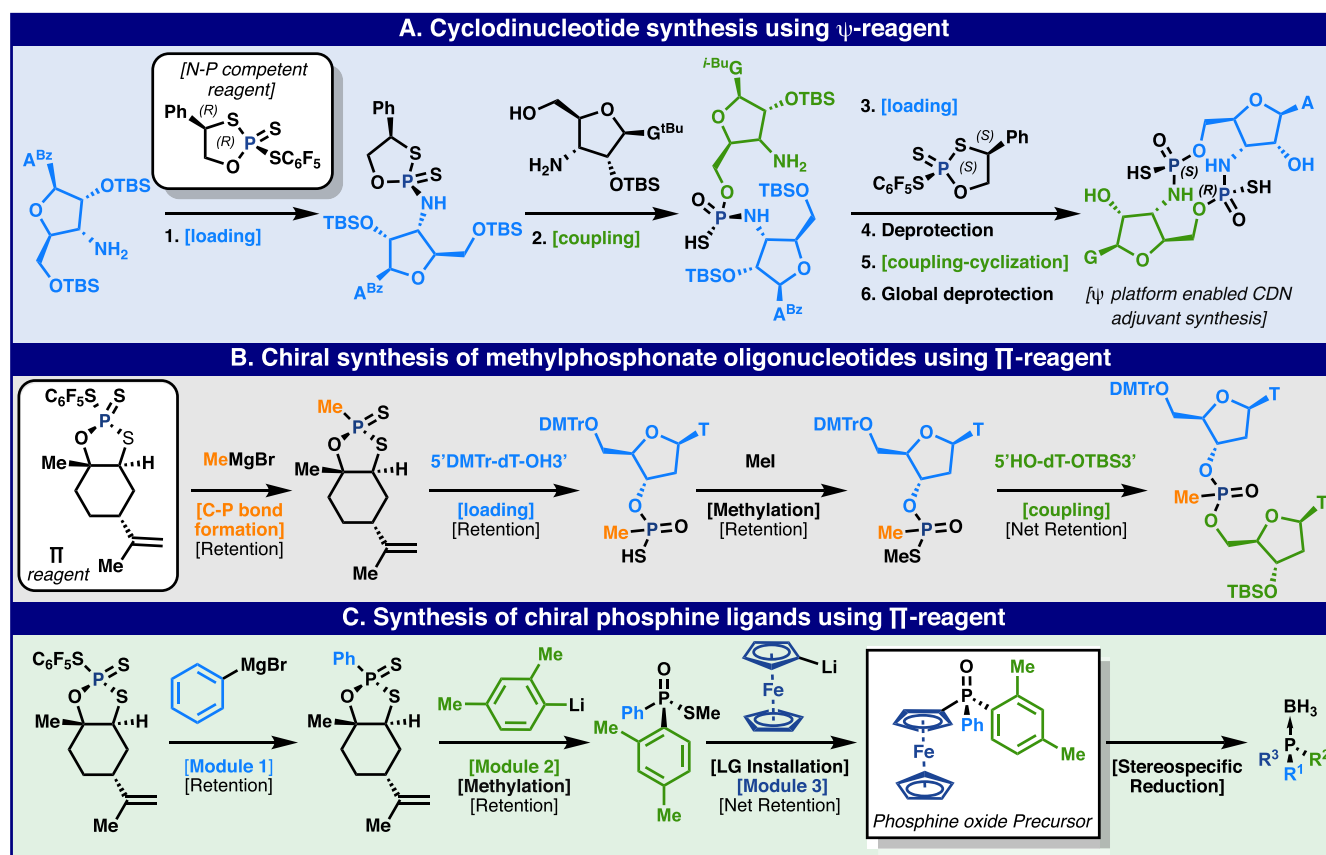 A. Cyclodinucleotide synthesis using ψ-reagent
[N-P competent
reagent]
Ph
(R)
S
(R)
P
S
O
SC6F5
ABz
OTBS
O
NH2
OTBS
1. [loading]
Ph
S
O
P
S
NH
TBSO
OTBS
O
ABz
HO
O
GtBu
H2N
OTBS
2. [coupling]
i-BuG
OTBS
O
NH2
O
O
P
NH
HS
TBSO
TBSO
O
ABz
3. [loading]
S
S
(S)
Ph
P
(S)
C6F5S
O
4. Deprotection
5. [coupling-cyclization]
6. Global deprotection
A
O
O
O
P
(S)
HS
HN
OH
NH
(R)
P
SH
HO
O
O
G
O
[ψ platform enabled CDN
adjuvant synthesis]
B. Chiral synthesis of methylphosphonate oligonucleotides using ∏-reagent
C6F5S
S
P
O
S
Me
H
∏
reagent
Me
MeMgBr
[C-P bond
formation]
[Retention]
Me
S
P
O
S
Me
H
Me
5'DMTr-dT-OH3'
[loading]
[Retention]
DMTrO
O
T
O
Me
P
O
HS
MeI
[Methylation]
[Retention]
DMTrO
O
T
O
Me
P
O
MeS
5'HO-dT-OTBS3'
[coupling]
[Net Retention]
DMTrO
O
T
O
Me
P
O
O
O
T
TBSO
C. Synthesis of chiral phosphine ligands using ∏-reagent
C6F5S
S
P
O
S
Me
H
Me
MgBr
[Module 1]
[Retention]
Ph
S
P
O
S
Me
H
Me
Me
Me
Li
[Module 2]
[Methylation]
[Retention]
O
Ph
P
SMe
Me
Me
Li
Fe
[LG Installation]
[Module 3]
[Net Retention]
O
Me
P
Ph
Fe
Me
Phosphine oxide Precursor
[Stereospecific
Reduction]
BH3
P
R3
R2
R1